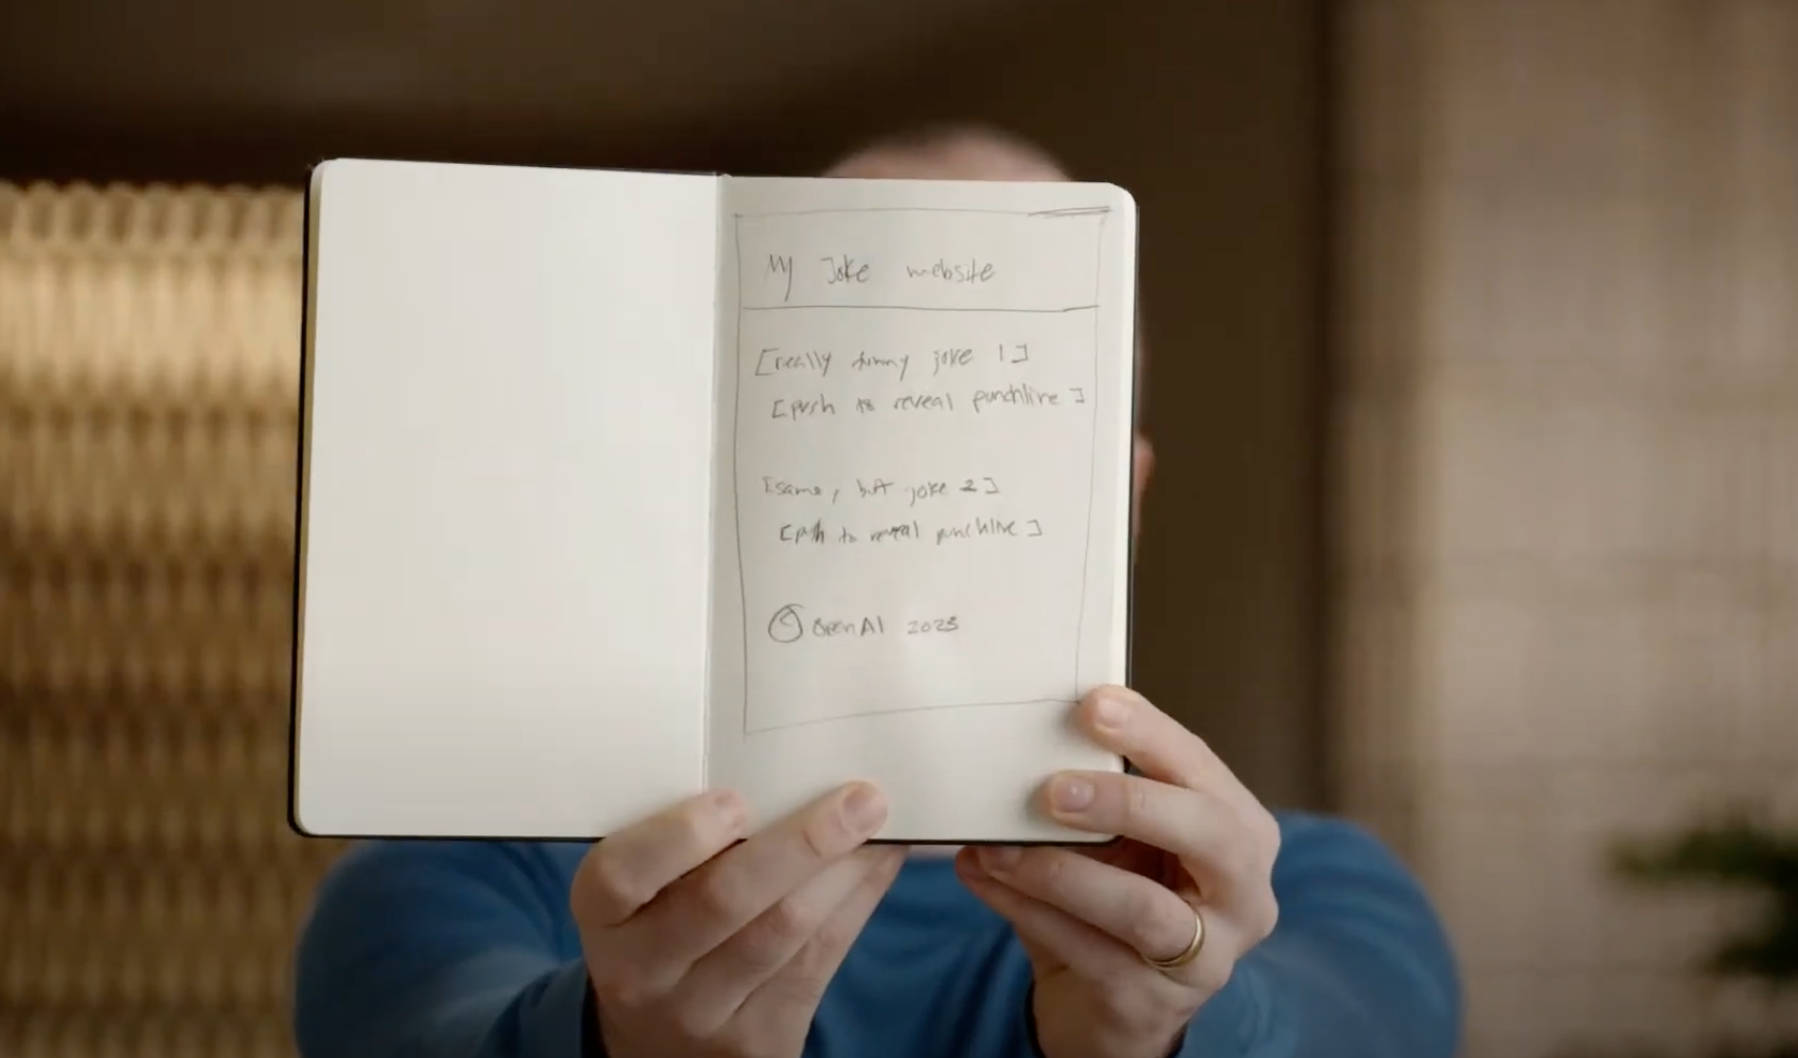 My Joke website
[really funny joke 1]
[push to reveal punchline]
[same, but joke 2]
[push to reveal punchline]
© OpenAI 2023